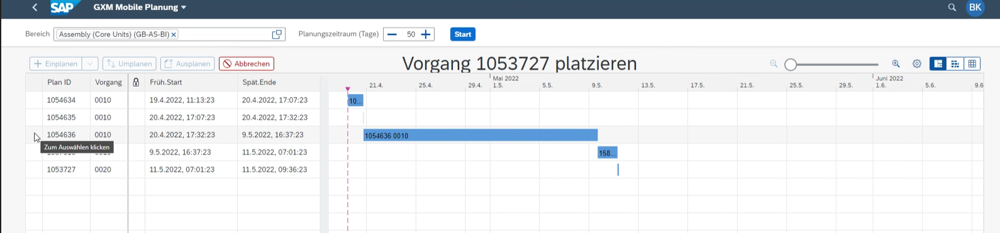 SAP GXM Mobile Planung BK
Bereich Assembly (Core Units) (GB-AS-BI) Planungszeitraum (Tage) 50 Start
Einplanen Umplanen Ausplanen Abbrechen Vorgang 1053727 platzieren
Plan ID Vorgang Früh.Start Spät.Ende
Mai 2022 Juni 2022
21.4. 25.4. 29.4. 1.5. 5.5. 9.5. 13.5. 17.5. 21.5. 25.5. 29.5. 1.6. 5.6. 9.6
1054634 0010 19.4.2022, 11:13:23 20.4.2022, 17:07:23 10...
1054635 0010 20.4.2022, 17:07:23 20.4.2022, 17:32:23
1054636 0010 20.4.2022, 17:32:23 9.5.2022, 16:37:23 1054636 0010
Zum Auswählen klicken
9.5.2022, 16:37:23 11.5.2022, 07:01:23 158...
1053727 0020 11.5.2022, 07:01:23 11.5.2022, 09:36:23